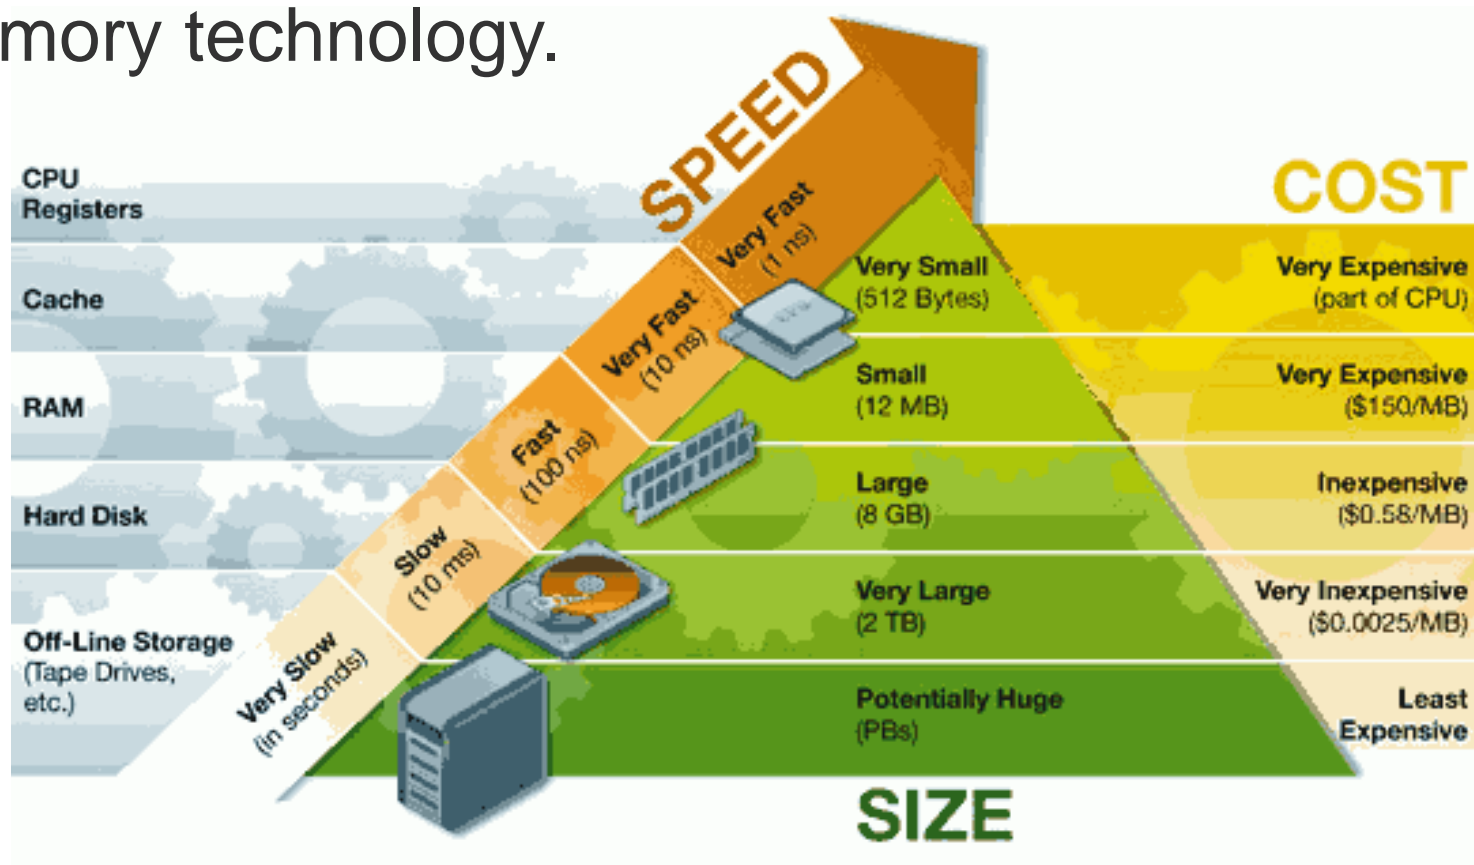 mory technology.
SPEED
COST
SIZE
CPU
Registers
Very Fast
(1 ns)
Very Small
(512 Bytes)
Very Expensive
(part of CPU)
Cache
Very Fast
(10 ns)
Small
(12 MB)
Very Expensive
($150/MB)
RAM
Fast
(100 ns)
Large
(8 GB)
Inexpensive
($0.58/MB)
Hard Disk
Slow
(10 ms)
Very Large
(2 TB)
Very Inexpensive
($0.0025/MB)
Off-Line Storage
(Tape Drives,
etc.)
Very Slow
(in seconds)
Potentially Huge
(PBs)
Least
Expensive